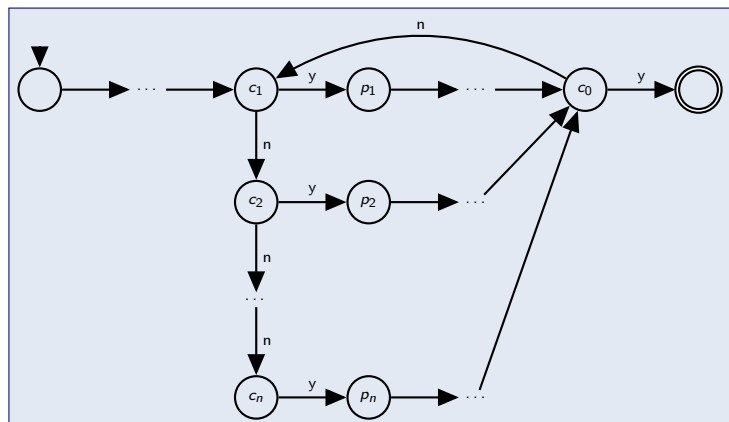 n
··· c₁ y p₁ ··· c₀ y
n
c₂ y p₂ ···
n
···
n
cₙ y pₙ ···